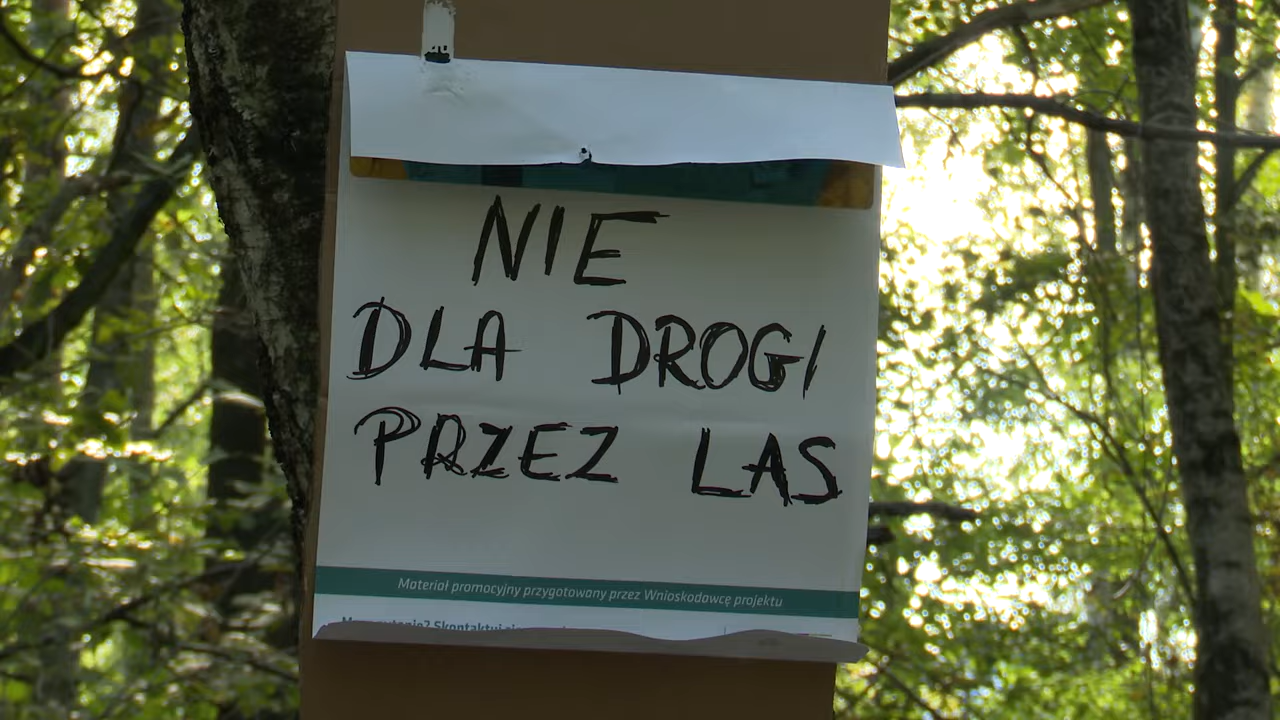 NIE
DLA DROGI
PRZEZ LAS
Materiał promocyjny przygotowany przez Wnioskodawcę projektu